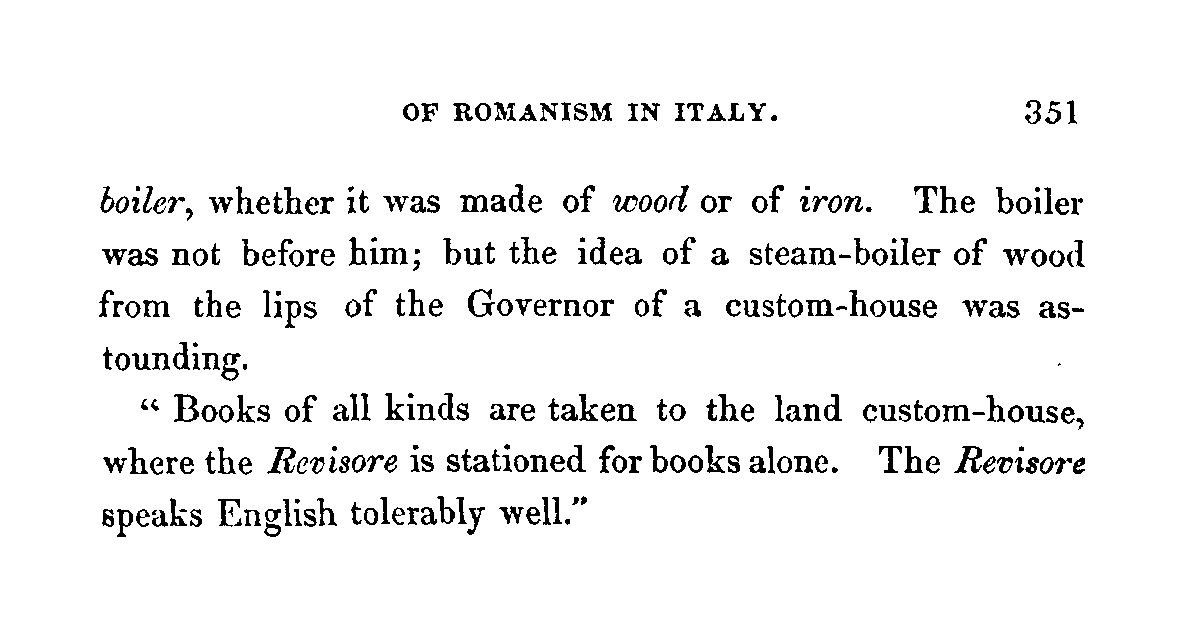 OF ROMANISM IN ITALY. 351
boiler, whether it was made of wood or of iron. The boiler
was not before him; but the idea of a steam-boiler of wood
from the lips of the Governor of a custom-house was as-
tounding.
“ Books of all kinds are taken to the land custom-house,
where the Revisore is stationed for books alone. The Revisore
speaks English tolerably well.”